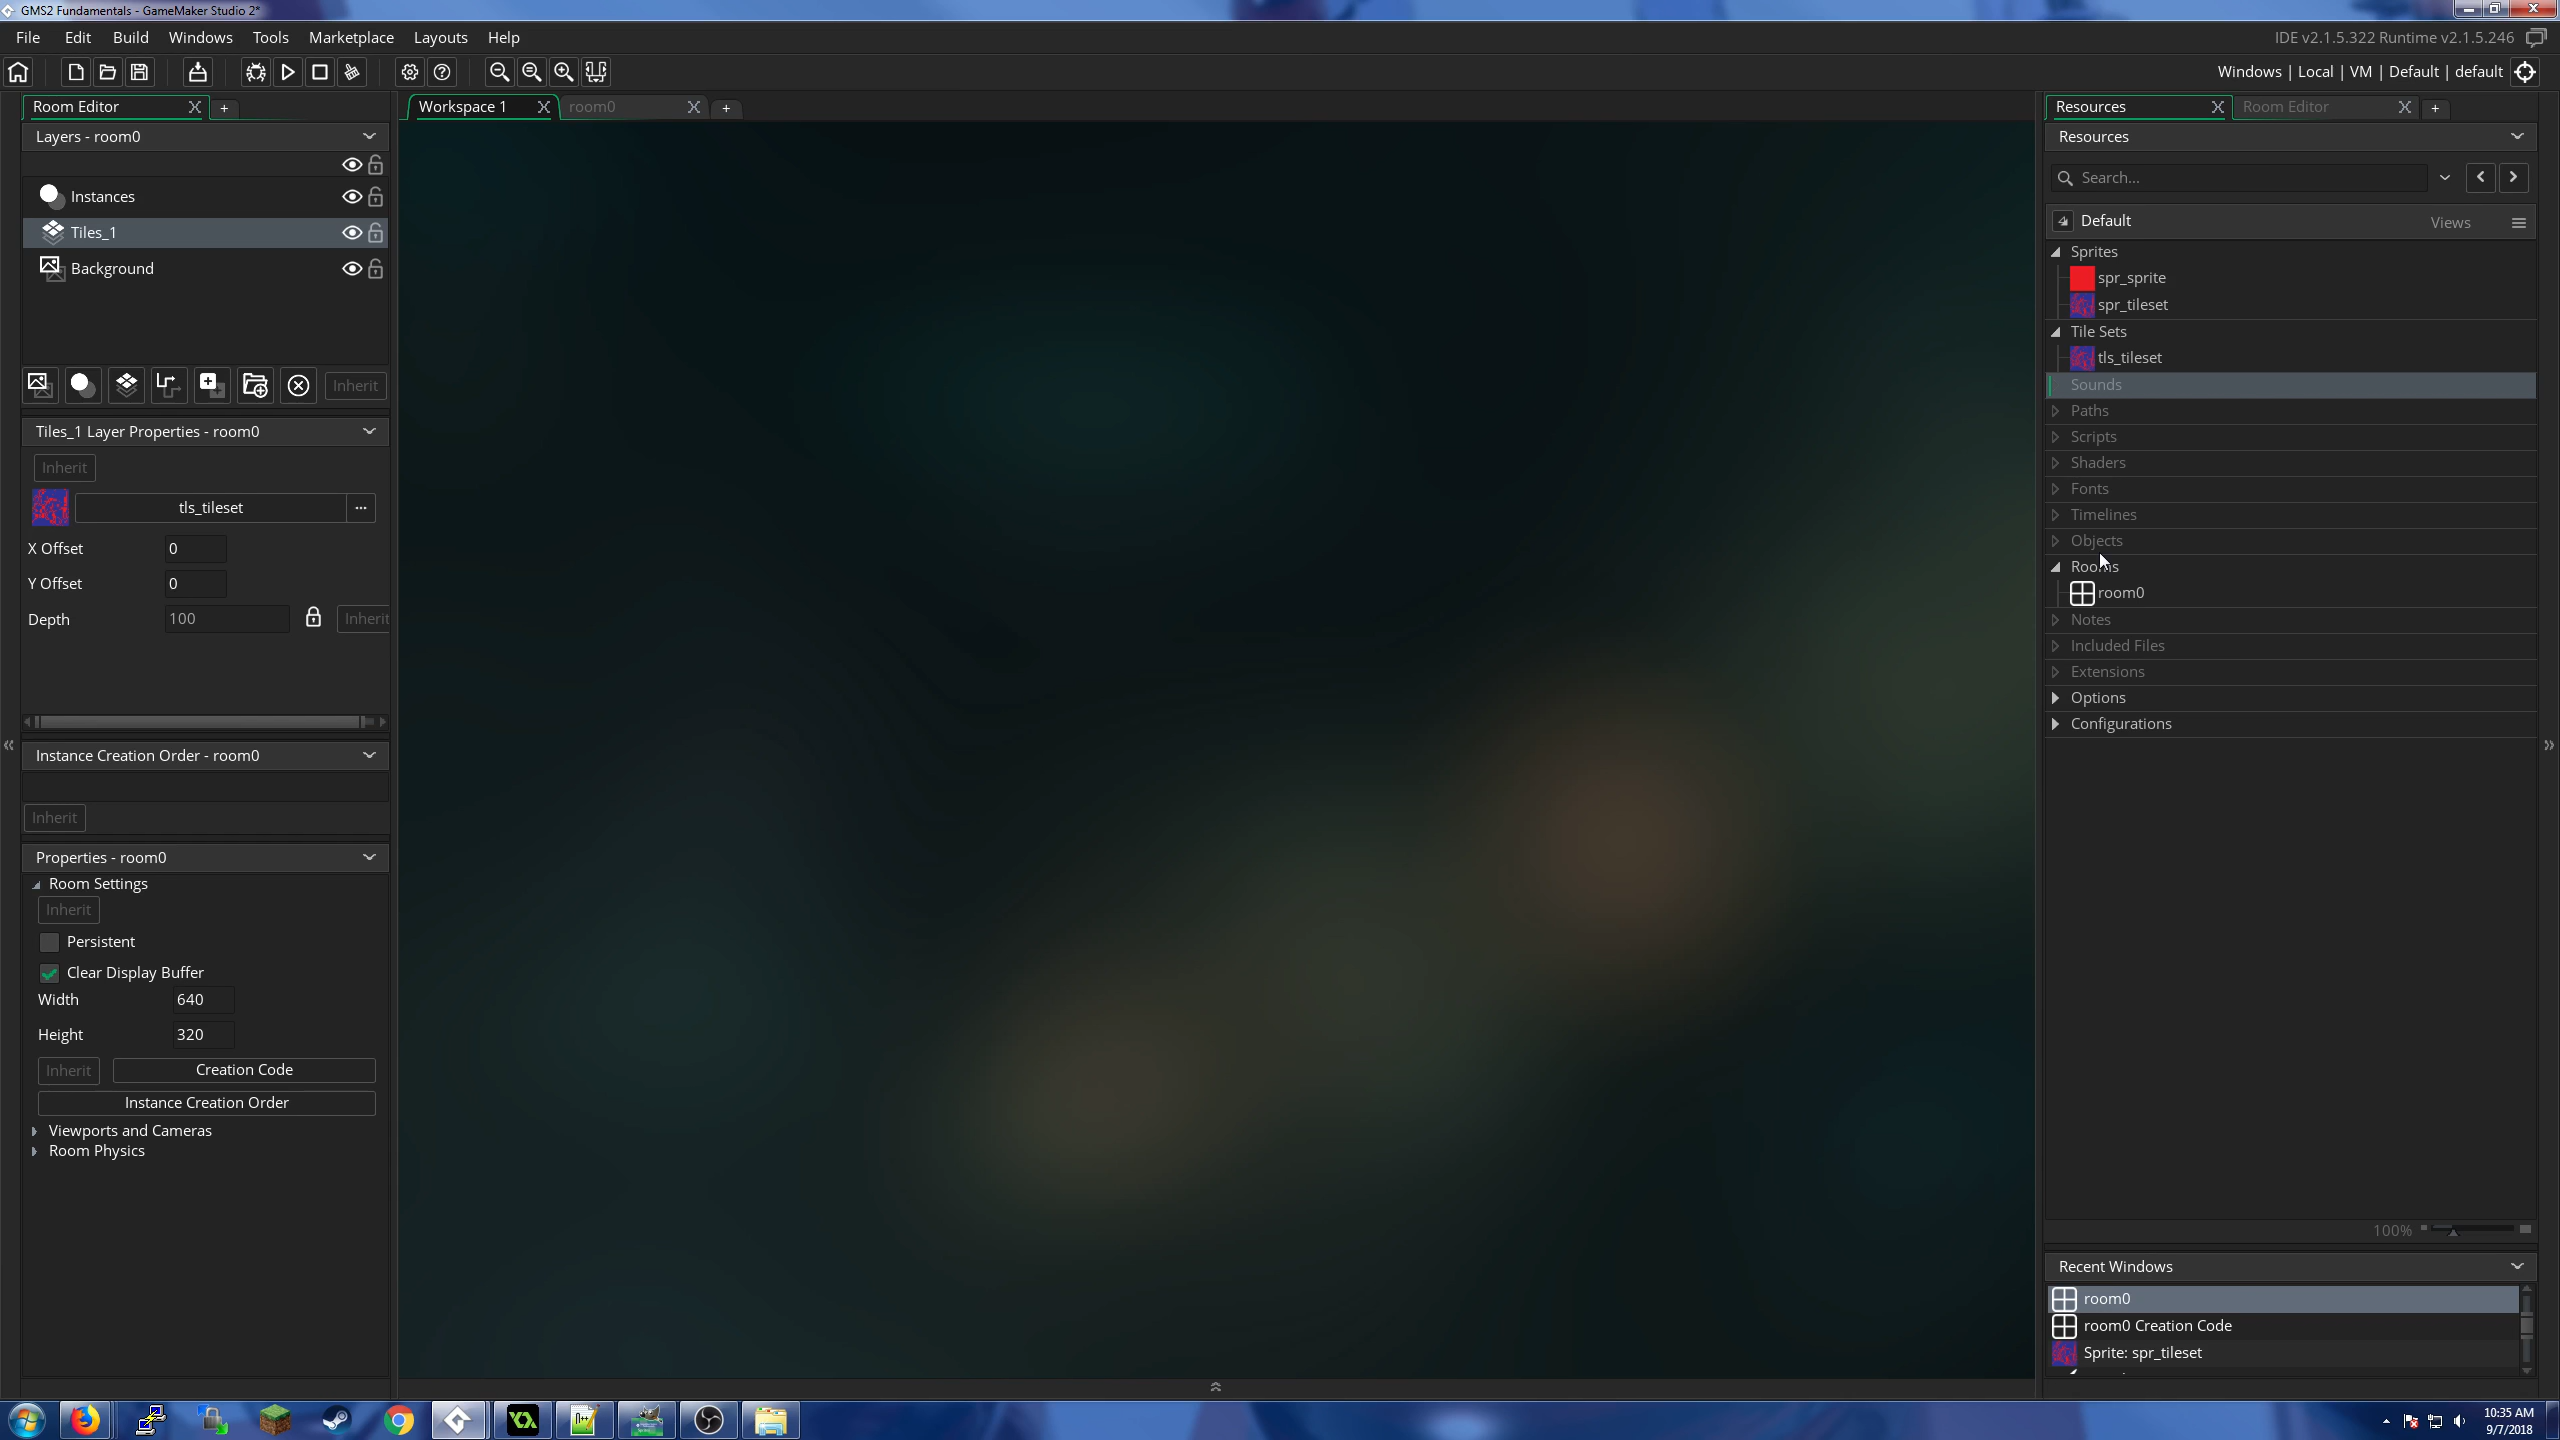 GMS2 Fundamentals - GameMaker Studio 2*
File Edit Build Windows Tools Marketplace Layouts Help
IDE v2.1.5.322 Runtime v2.1.5.246
Windows | Local | VM | Default | default
Room Editor
Layers - room0
Instances
Tiles_1
Background
Inherit
Tiles_1 Layer Properties - room0
Inherit
tls_tileset
...
X Offset 0
Y Offset 0
Depth 100
Inherit
Instance Creation Order - room0
Inherit
Properties - room0
Room Settings
Inherit
Persistent
Clear Display Buffer
Width 640
Height 320
Inherit Creation Code
Instance Creation Order
Viewports and Cameras
Room Physics
Workspace 1
room0
Resources
Room Editor
Resources
Search...
Default
Views
Sprites
spr_sprite
spr_tileset
Tile Sets
tls_tileset
Sounds
Paths
Scripts
Shaders
Fonts
Timelines
Objects
Rooms
room0
Notes
Included Files
Extensions
Options
Configurations
100%
Recent Windows
room0
room0 Creation Code
Sprite: spr_tileset
10:35 AM
9/7/2018